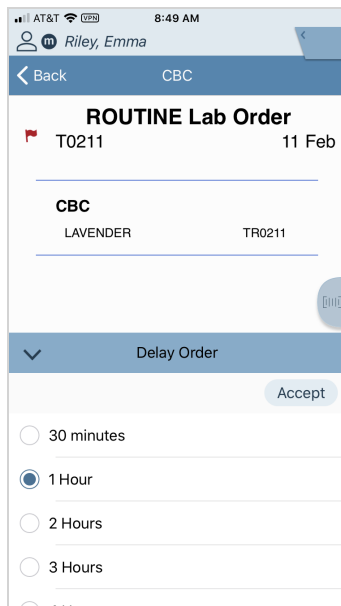 AT&T VPN 8:49 AM
m Riley, Emma
Back CBC
ROUTINE Lab Order
T0211 11 Feb
CBC
LAVENDER TR0211
Delay Order
Accept
30 minutes
1 Hour
2 Hours
3 Hours